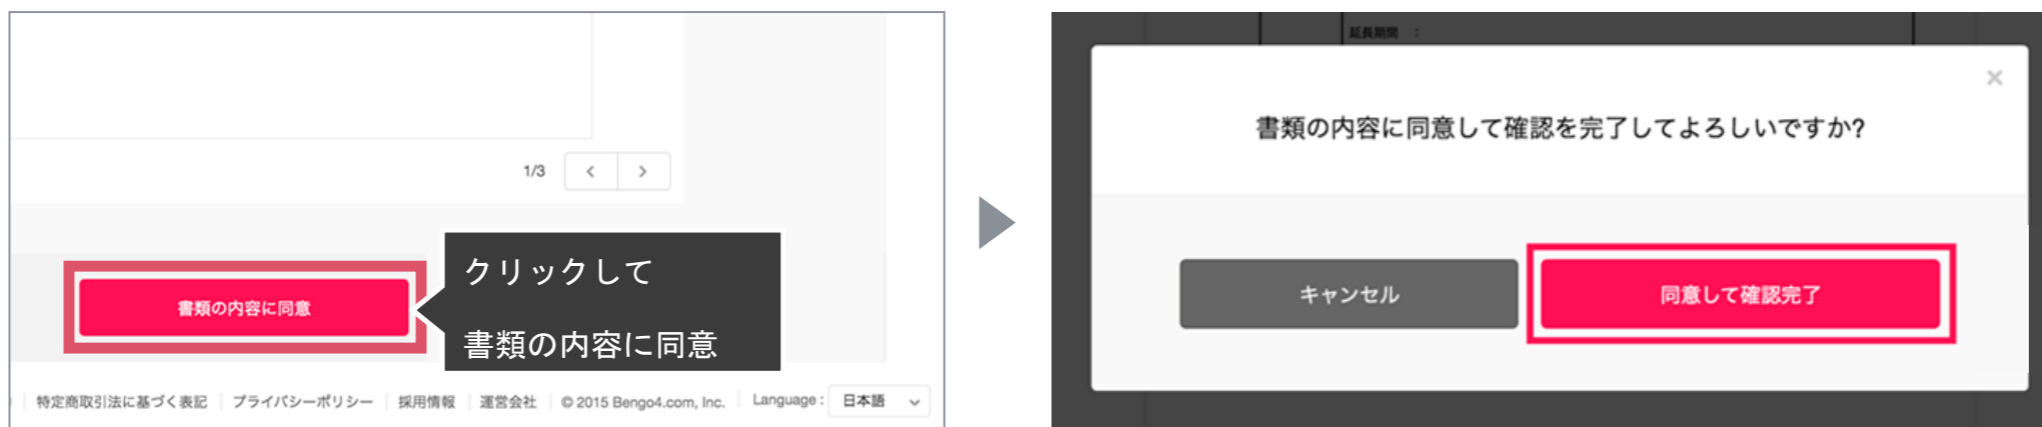 1/3
書類の内容に同意
クリックして
書類の内容に同意
特定商取引法に基づく表記 プライバシーポリシー 採用情報 運営会社 © 2015 Bengo4.com, Inc. Language : 日本語
延長期間 ：
×
書類の内容に同意して確認を完了してよろしいですか?
キャンセル 同意して確認完了